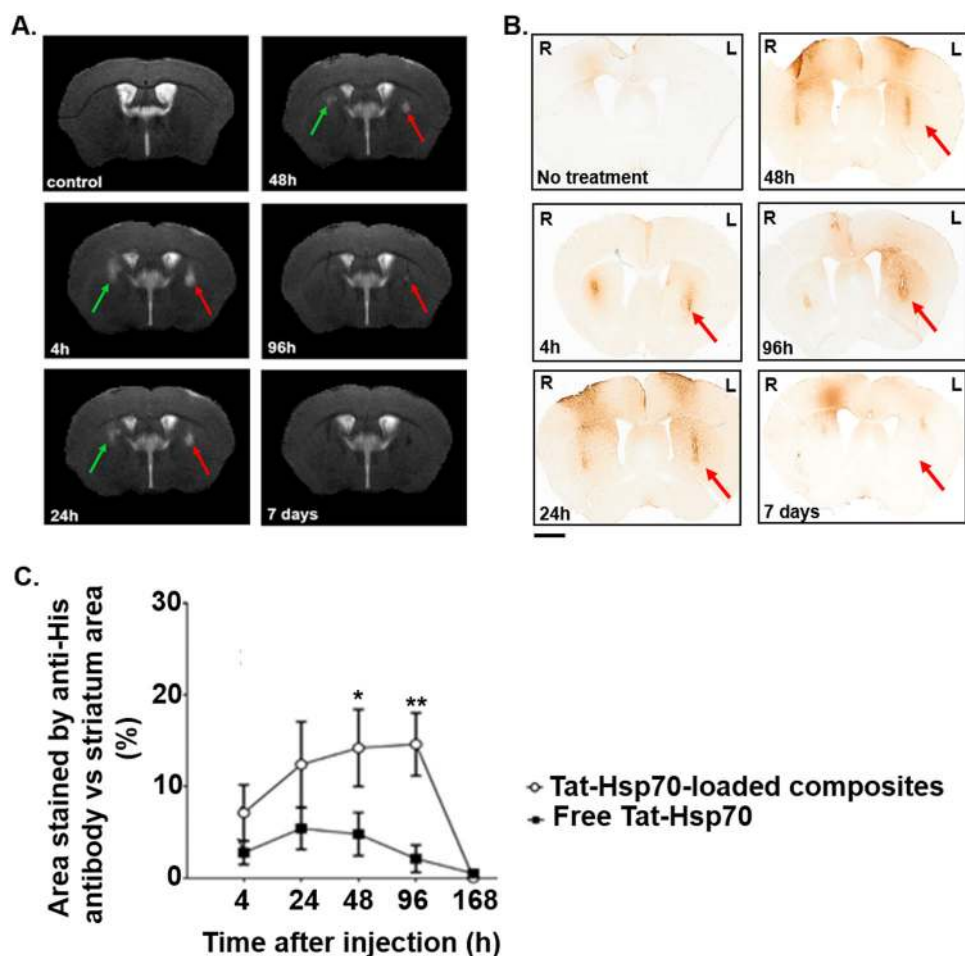 A.
control
48h
4h
96h
24h
7 days
B.
R
L
No treatment
48h
R
L
4h
R
L
96h
R
L
24h
R
L
7 days
R
L
C.
Area stained by anti-His
antibody vs striatum area
(%)
30
20
10
0
*
**
4 24 48 96 168
Time after injection (h)
Tat-Hsp70-loaded composites
Free Tat-Hsp70